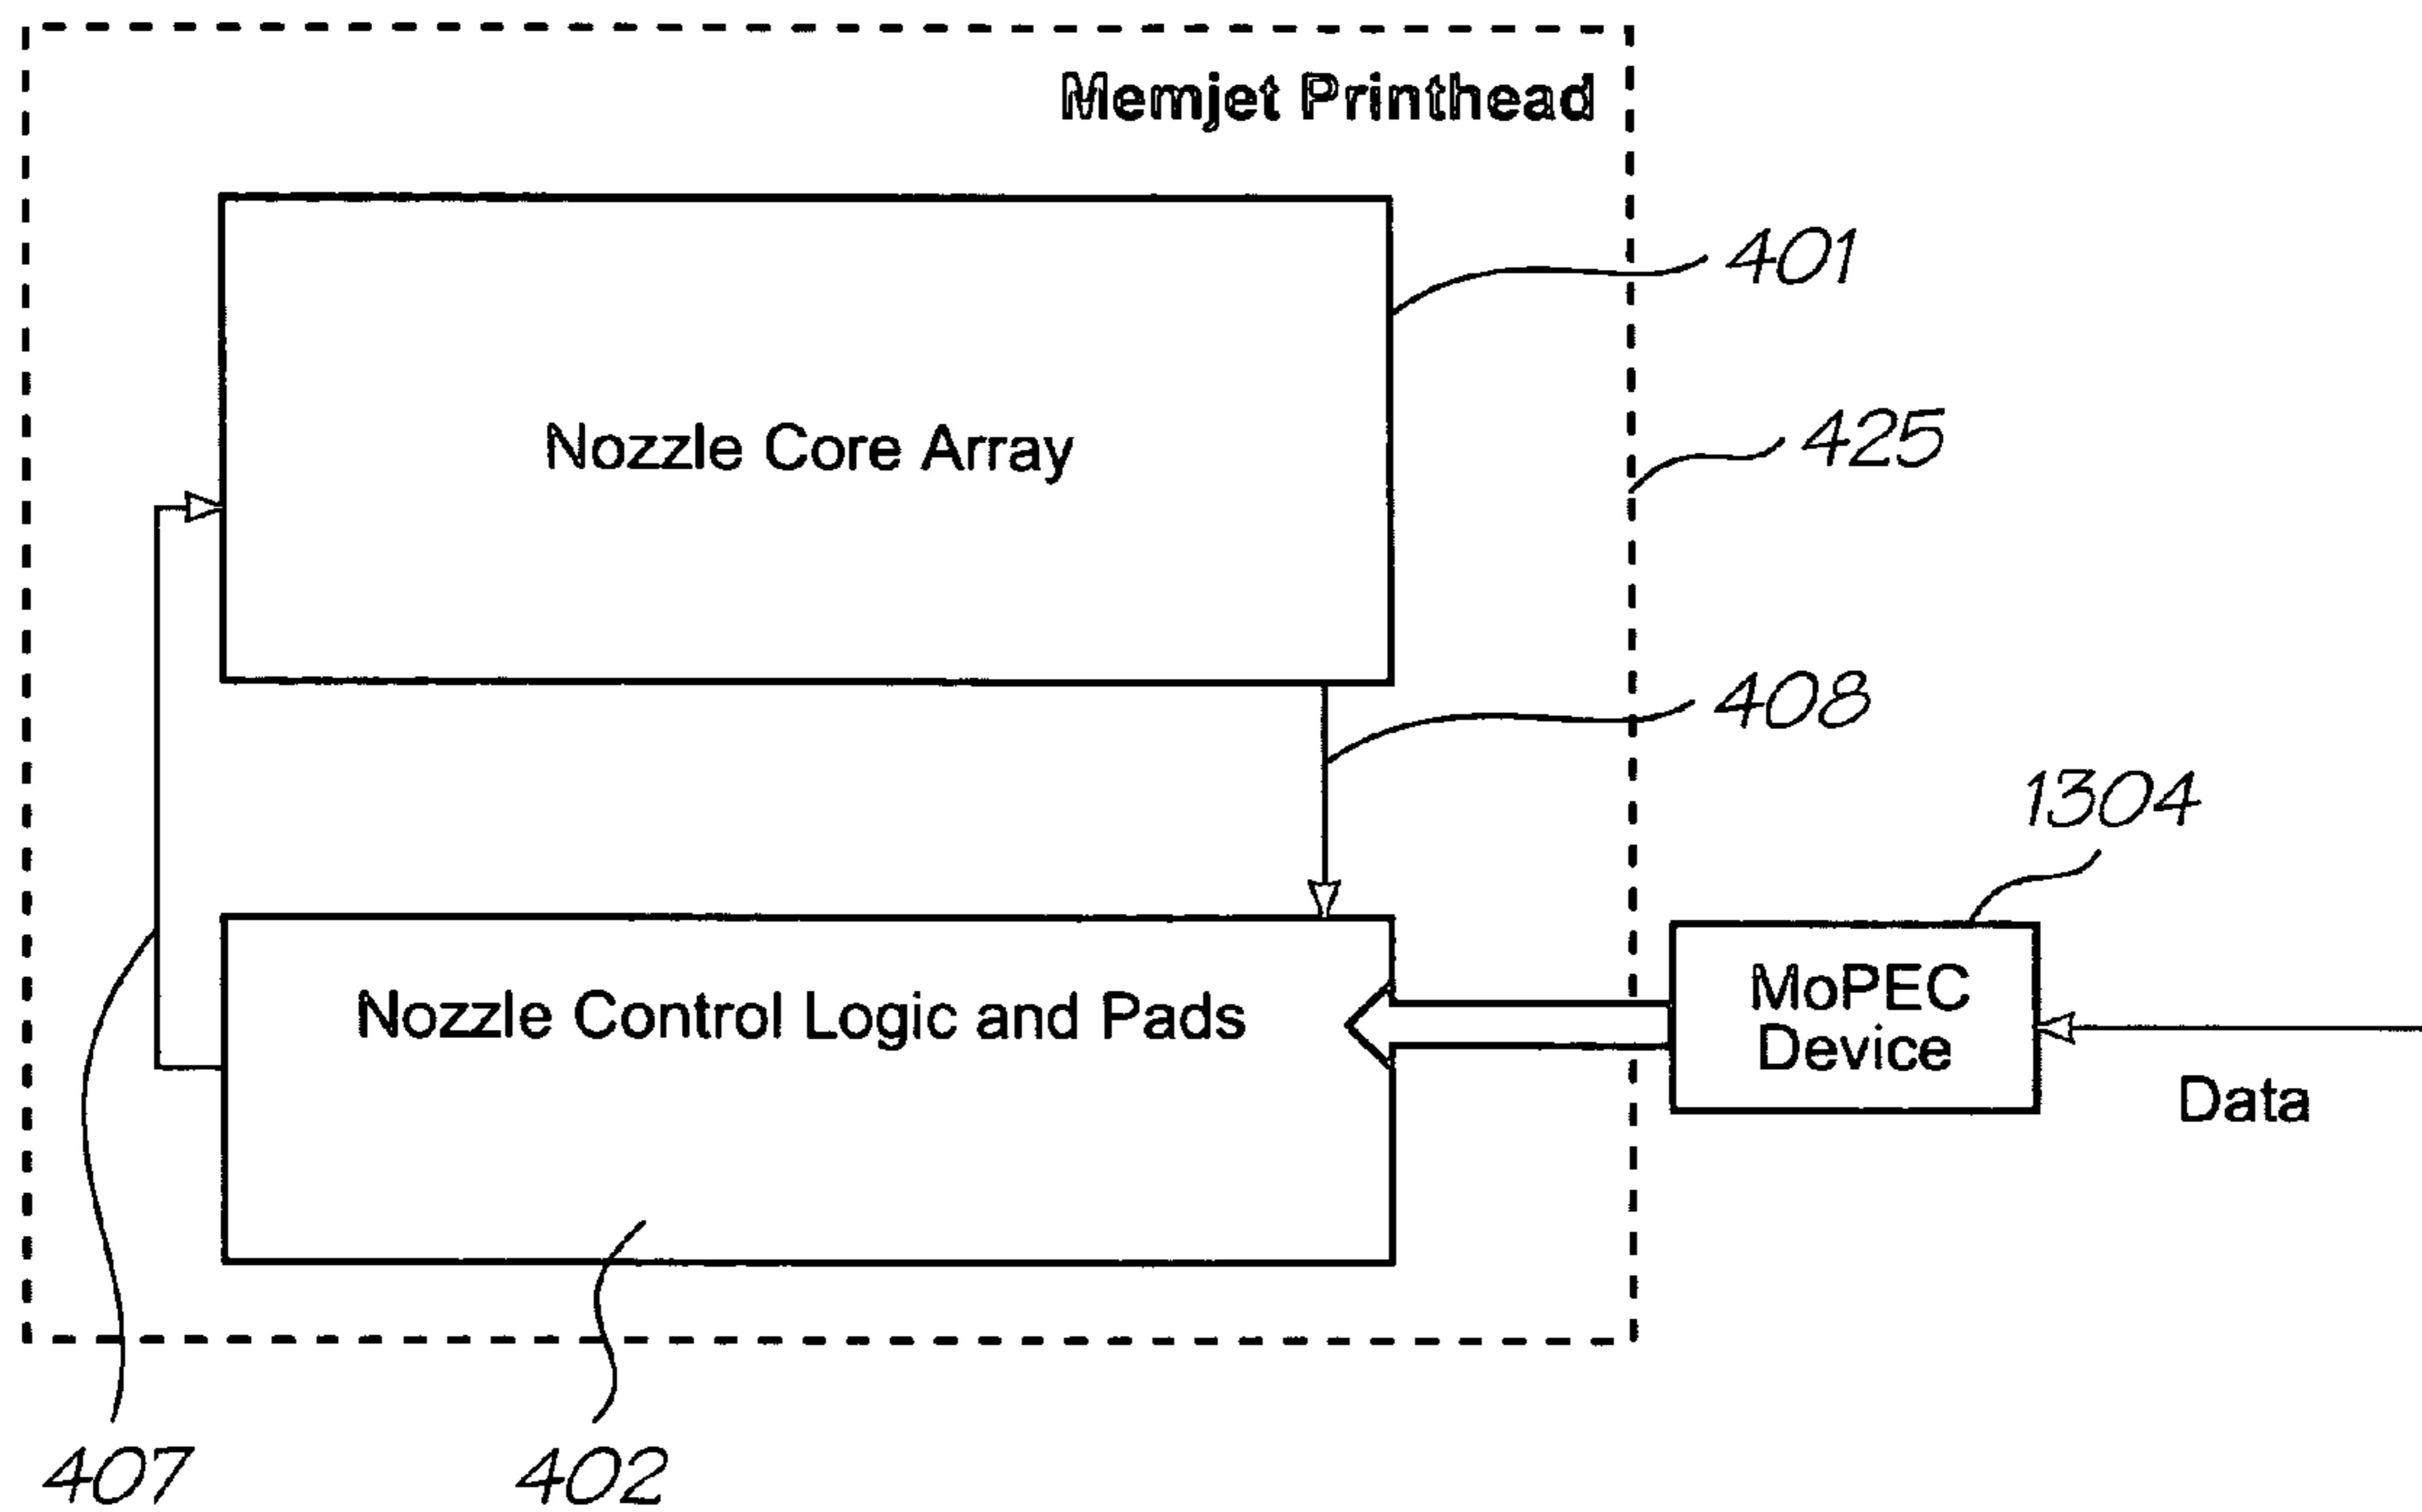 Memjet Printhead
401
Nozzle Core Array
425
408
1304
Nozzle Control Logic and Pads
MoPEC
Device
Data
407
402